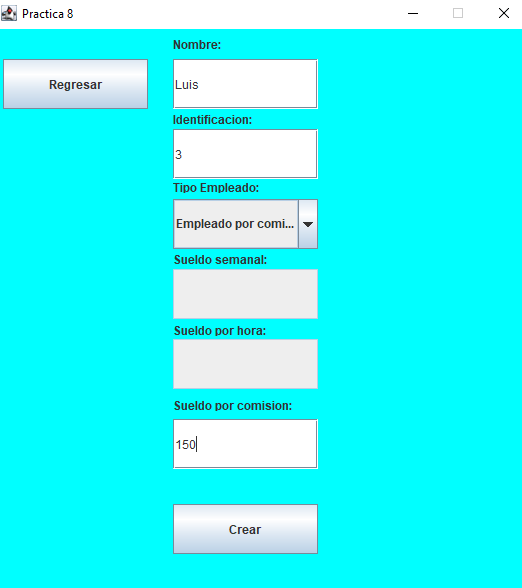 Practica 8
Nombre:
Regresar
Luis
Identificacion:
3
Tipo Empleado:
Empleado por comi...
Sueldo semanal:
Sueldo por hora:
Sueldo por comision:
150
Crear